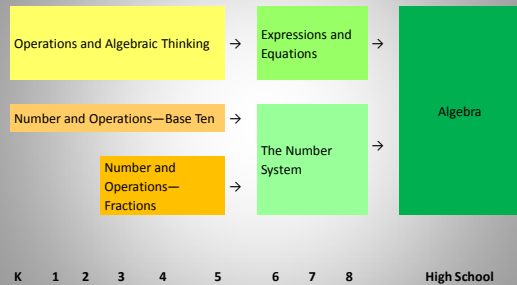 Operations and Algebraic Thinking
→
Expressions and
Equations
→
Number and Operations—Base Ten
→
The Number
System
→
Algebra
Number and
Operations—
Fractions
→
K 1 2 3 4 5 6 7 8 High School